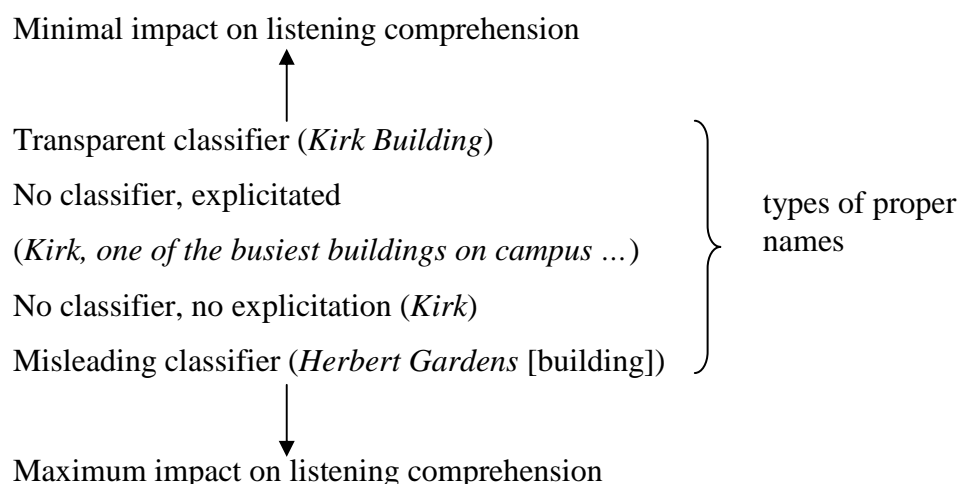 Minimal impact on listening comprehension
Transparent classifier (Kirk Building)
No classifier, explicitated
(Kirk, one of the busiest buildings on campus …)
No classifier, no explicitation (Kirk)
Misleading classifier (Herbert Gardens [building])
types of proper
names
Maximum impact on listening comprehension